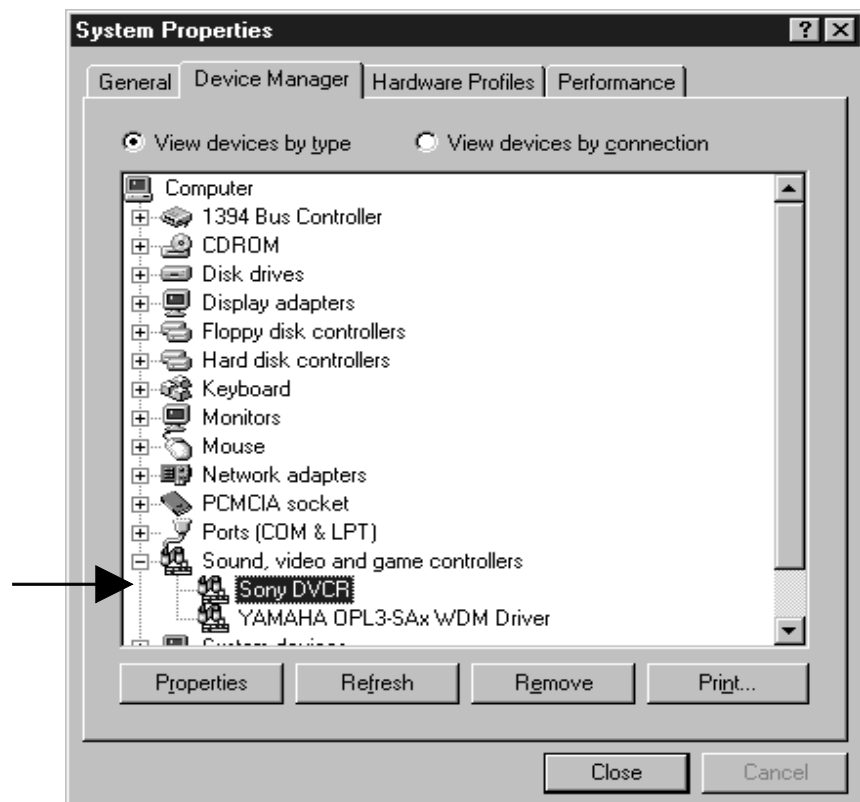 System Properties
General Device Manager Hardware Profiles Performance
View devices by type View devices by connection
Computer
1394 Bus Controller
CDROM
Disk drives
Display adapters
Floppy disk controllers
Hard disk controllers
Keyboard
Monitors
Mouse
Network adapters
PCMCIA socket
Ports (COM & LPT)
Sound, video and game controllers
Sony DVCR
YAMAHA OPL3-SAx WDM Driver
System devices
Properties Refresh Remove Print...
Close Cancel